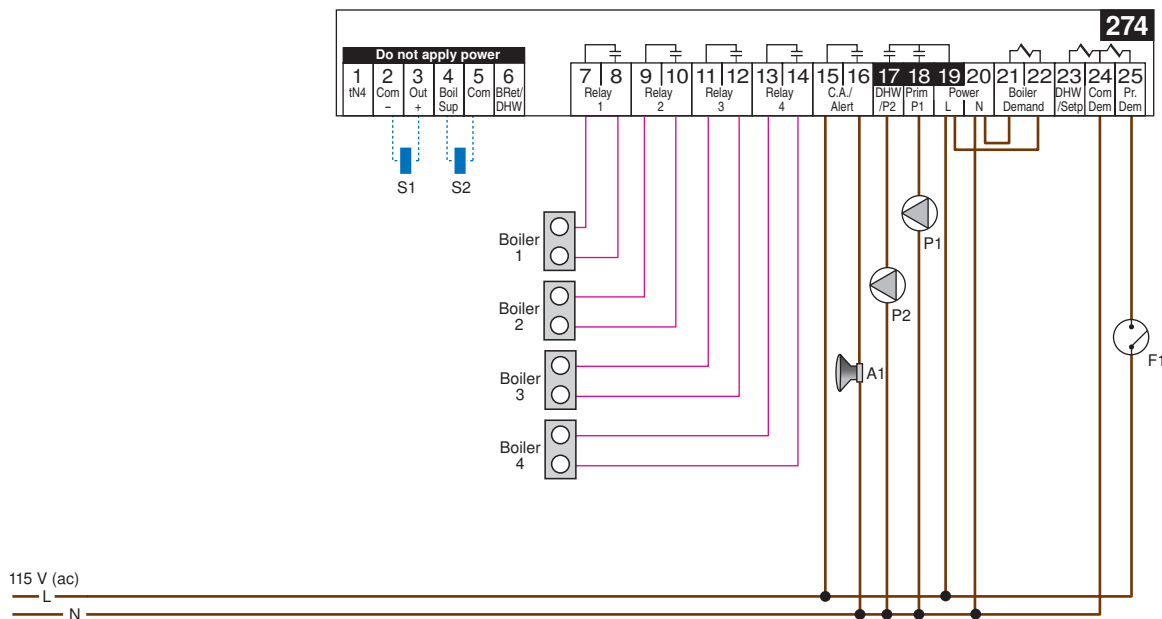 274
Do not apply power
1 2 3 4 5 6 7 8 9 10 11 12 13 14 15 16 17 18 19 20 21 22 23 24 25
tN4 Com Out Boil Com BRet/ Relay Relay Relay Relay C.A./ DHW Prim Power Boiler DHW Com Pr.
– + Sup DHW 1 2 3 4 Alert /P2 P1 L N Demand /Setp Dem Dem
S1 S2
Boiler
1
P1
Boiler
2
P2
F1
Boiler
3
A1
Boiler
4
115 V (ac)
L
N